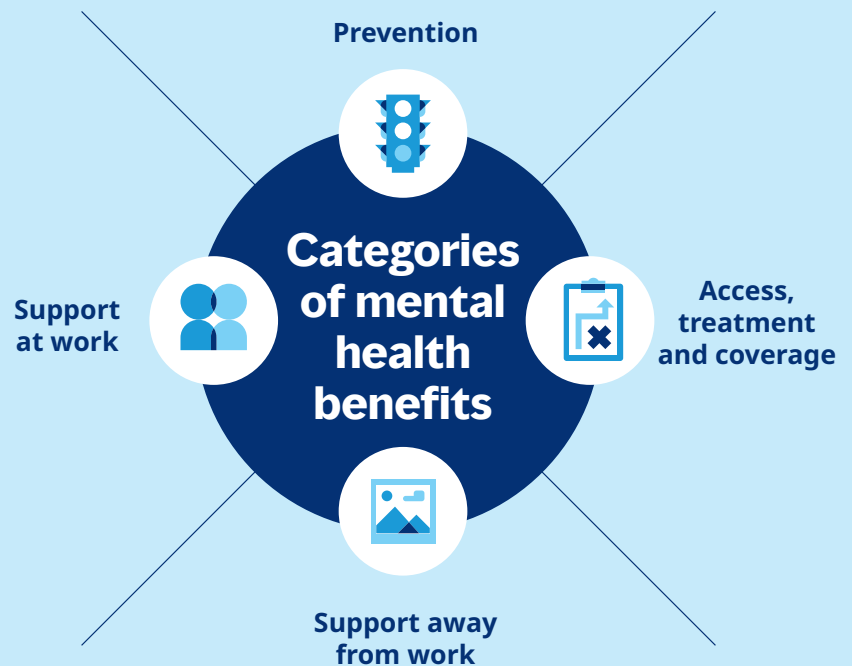 Prevention
Categories
of mental
health
benefits
Support
at work
Access,
treatment
and coverage
Support away
from work